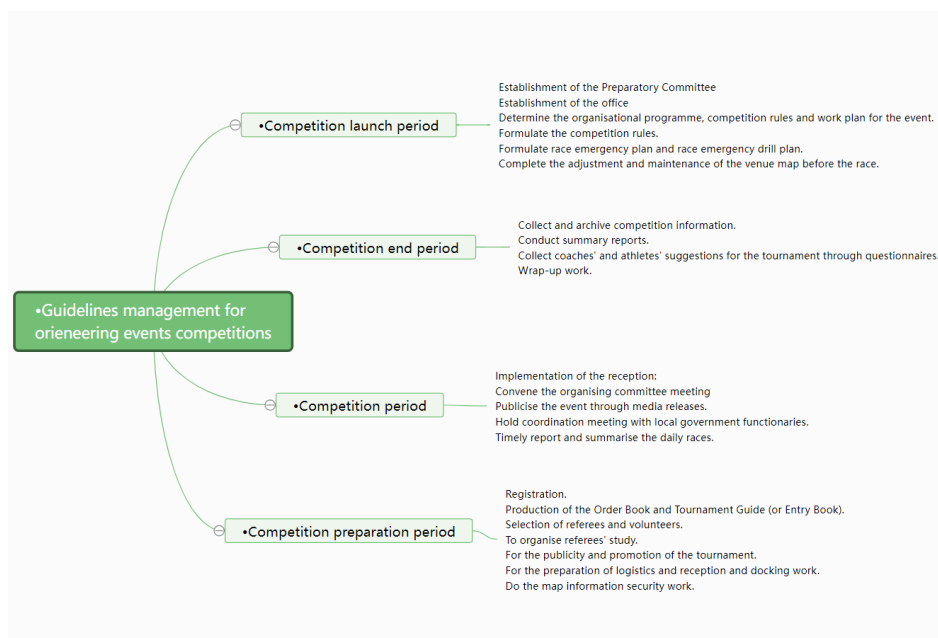 •Guidelines management for
orieneering events competitions
•Competition launch period
Establishment of the Preparatory Committee
Establishment of the office
Determine the organisational programme, competition rules and work plan for the event.
Formulate the competition rules.
Formulate race emergency plan and race emergency drill plan.
Complete the adjustment and maintenance of the venue map before the race.
•Competition end period
Collect and archive competition information.
Conduct summary reports.
Collect coaches' and athletes' suggestions for the tournament through questionnaires.
Wrap-up work.
•Competition period
Implementation of the reception:
Convene the organising committee meeting
Publicise the event through media releases.
Hold coordination meeting with local government functionaries.
Timely report and summarise the daily races.
•Competition preparation period
Registration.
Production of the Order Book and Tournament Guide (or Entry Book).
Selection of referees and volunteers.
To organise referees' study.
For the publicity and promotion of the tournament.
For the preparation of logistics and reception and docking work.
Do the map information security work.